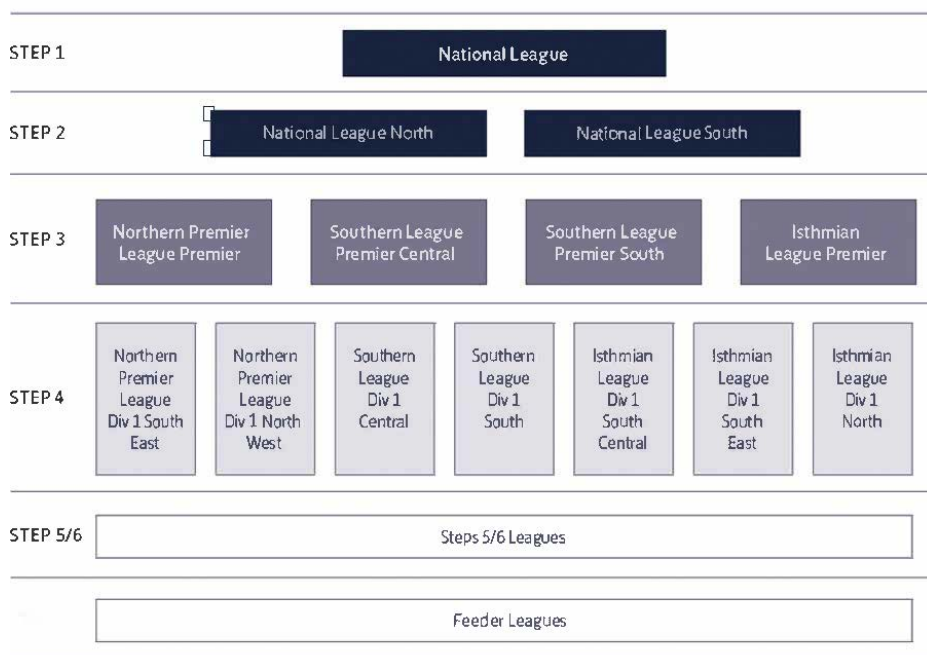 STEP 1
National League
STEP 2
National League North
National League South
STEP 3
Northern Premier
League Premier
Southern League
Premier Central
Southern League
Premier South
Isthmian
League Premier
STEP 4
Northern
Premier
League
Div 1 South
East
Northern
Premier
League
Div 1 North
West
Southern
League
Div 1
Central
Southern
League
Div 1
South
Isthmian
League
Div 1
South
Central
Isthmian
League
Div 1
South
East
Isthmian
League
Div 1
North
STEP 5/6
Steps 5/6 Leagues
Feeder Leagues